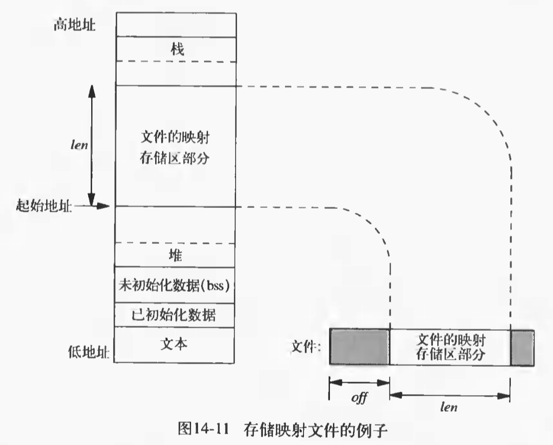 高地址
栈
文件的映射
存储区部分
len
起始地址
堆
未初始化数据(bss)
已初始化数据
低地址
文本
文件:
文件的映射
存储区部分
off
len
图14-11 存储映射文件的例子